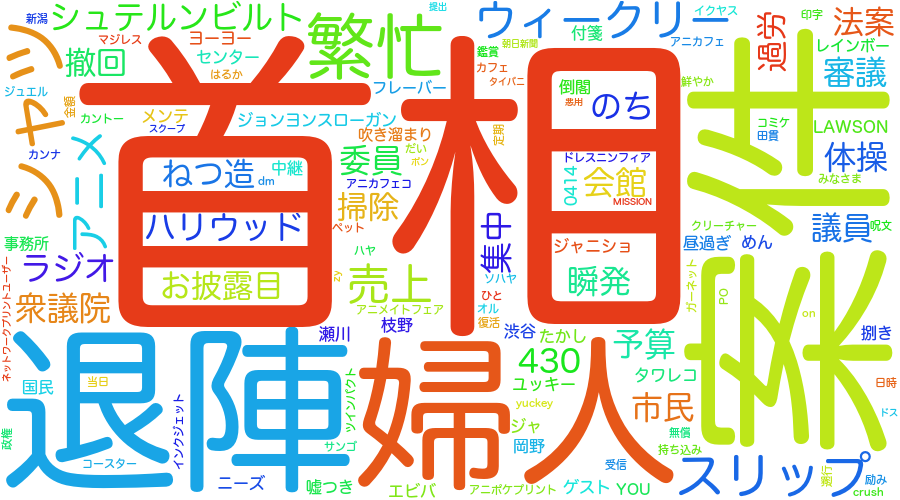 新潟
シュテルンビルト
提出
ウィークリー
イクヤス
印字
法案
マジレス
ヨーヨー
繁忙
朝日新聞
付箋
アニカフェ
過労
レインボー
シャツ
撤回
センター
はるか
鑑賞
カフェ
タイバニ
審議
ジュエル
金額
フレーバー
倒閣
悪用
鮮やか
首相
のち
仕
カントー
メンテ
スクープ
ジョンヨンスローガン
吹き溜まり
定期
コミケ
田貫
LAWSON
アニメ
カンナ
ねつ造
中継
dm
委員
だい
ポン
ドレスニンフィア
体操
アニカフェコ
0414
会館
MISSION
みなさま
ハリウッド
掃除
ペット
集中
ジャニショ
クリーチャー
呪文
議員
事務所
昼過ぎ
めん
ラジオ
ハヤ
ソハヤ
お披露目
zy
売上
瞬発
ガーネット
案
PO
ひと
オル
復活
衆議院
アニメイトフェア
枝野
瀬川
渋谷
たかし
on
捌き
ネットワークプリントユーザー
退陣
婦人
430
予算
国民
当日
インクジェット
ツインパクト
ユッキー
タワレコ
日時
yuckey
市民
ドス
政権
サンゴ
ジャ
岡野
無償
持ち込み
コースター
受信
スリップ
ニーズ
嘘つき
エビバ
アニポケプリント
ゲスト
YOU
励み
crush